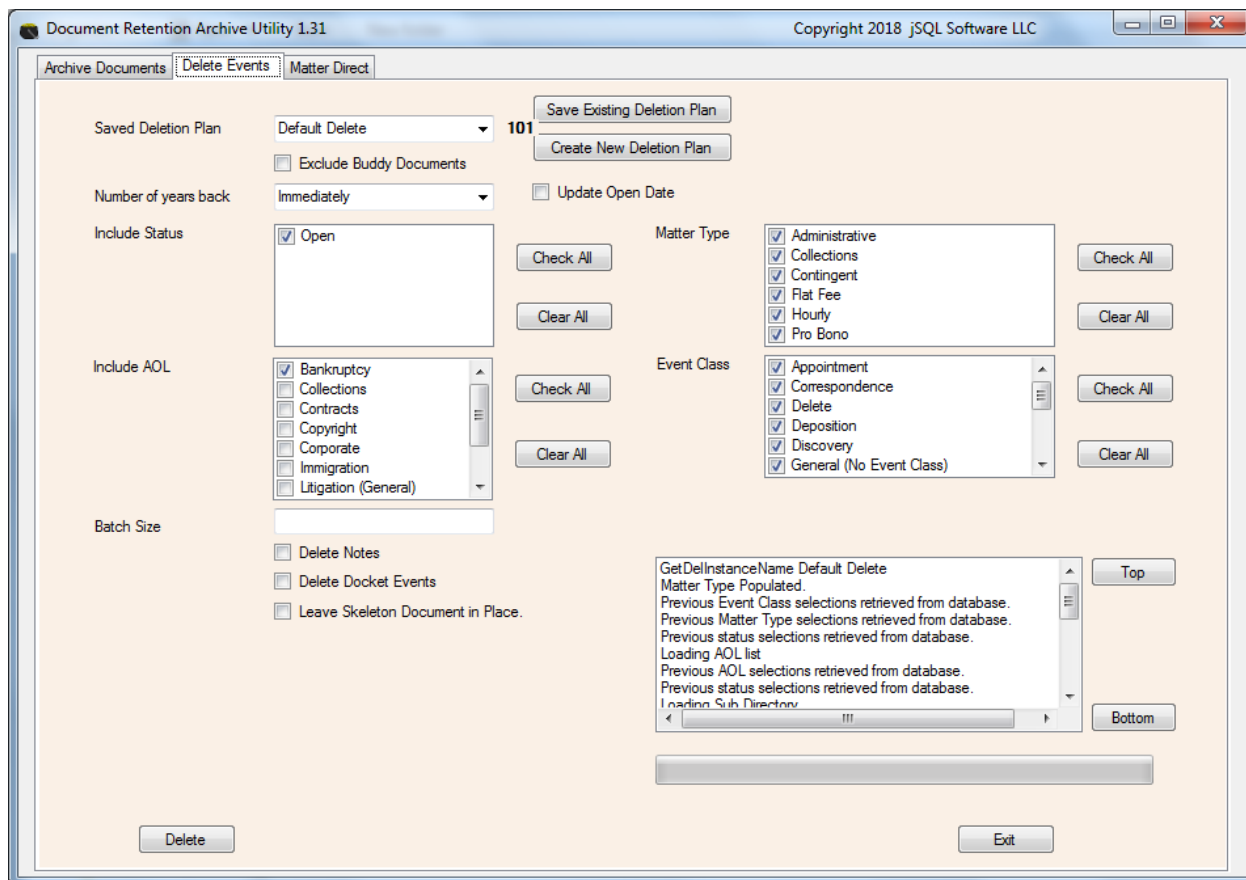 Document Retention Archive Utility 1.31
Copyright 2018 jSQL Software LLC
Archive Documents
Delete Events
Matter Direct
Saved Deletion Plan
Default Delete
101
Save Existing Deletion Plan
Create New Deletion Plan
Exclude Buddy Documents
Number of years back
Immediately
Update Open Date
Include Status
Open
Check All
Clear All
Matter Type
Administrative
Collections
Contingent
Flat Fee
Hourly
Pro Bono
Check All
Clear All
Include AOL
Bankruptcy
Collections
Contracts
Copyright
Corporate
Immigration
Litigation (General)
Check All
Clear All
Event Class
Appointment
Correspondence
Delete
Deposition
Discovery
General (No Event Class)
Check All
Clear All
Batch Size
Delete Notes
Delete Docket Events
Leave Skeleton Document in Place.
GetDelInstanceName Default Delete
Matter Type Populated.
Previous Event Class selections retrieved from database.
Previous Matter Type selections retrieved from database.
Previous status selections retrieved from database.
Loading AOL list
Previous AOL selections retrieved from database.
Previous status selections retrieved from database.
Loading Sub Directory
Top
Bottom
Delete
Exit